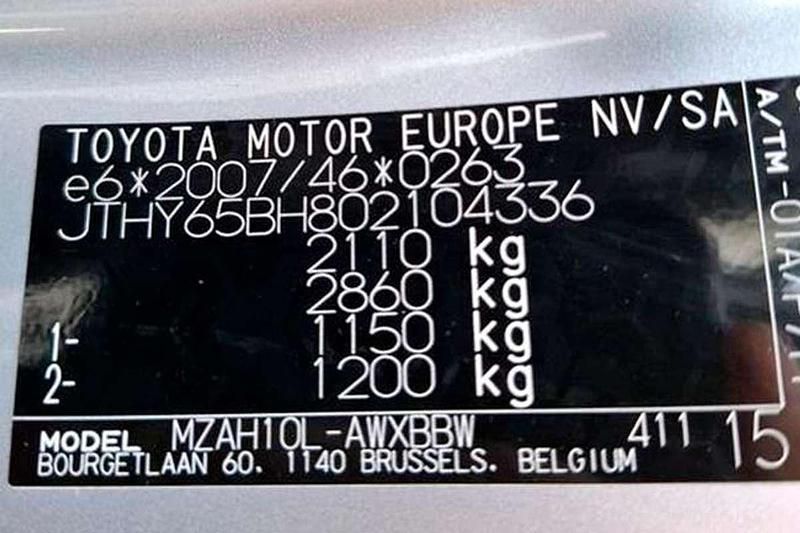 TOYOTA MOTOR EUROPE NV/SA
e6*2007/46*0263
JTHY65BH802104336
2110 kg
2860 kg
1- 1150 kg
2- 1200 kg
MODEL MZAH10L-AWXBBW 411 15
BOURGETLAAN 60. 1140 BRUSSELS. BELGIUM
A/TM